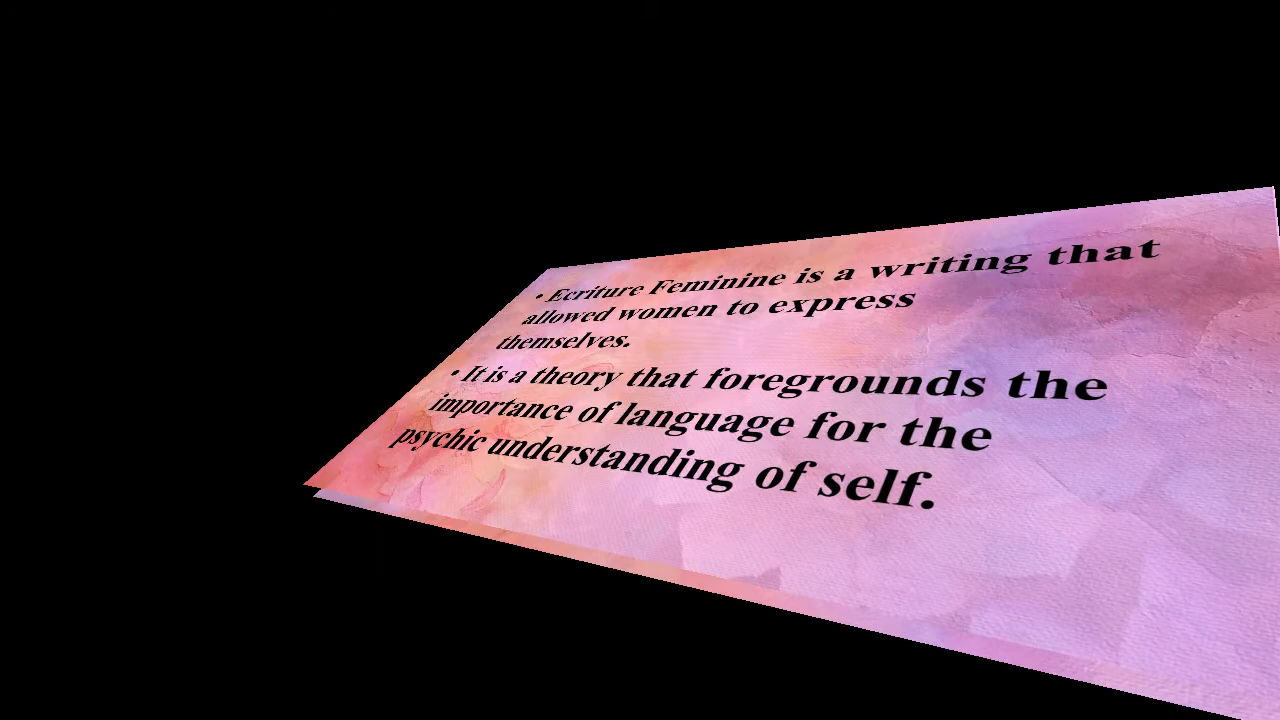 • Ecriture Feminine is a writing that
allowed women to express
themselves.
• It is a theory that foregrounds the
importance of language for the
psychic understanding of self.